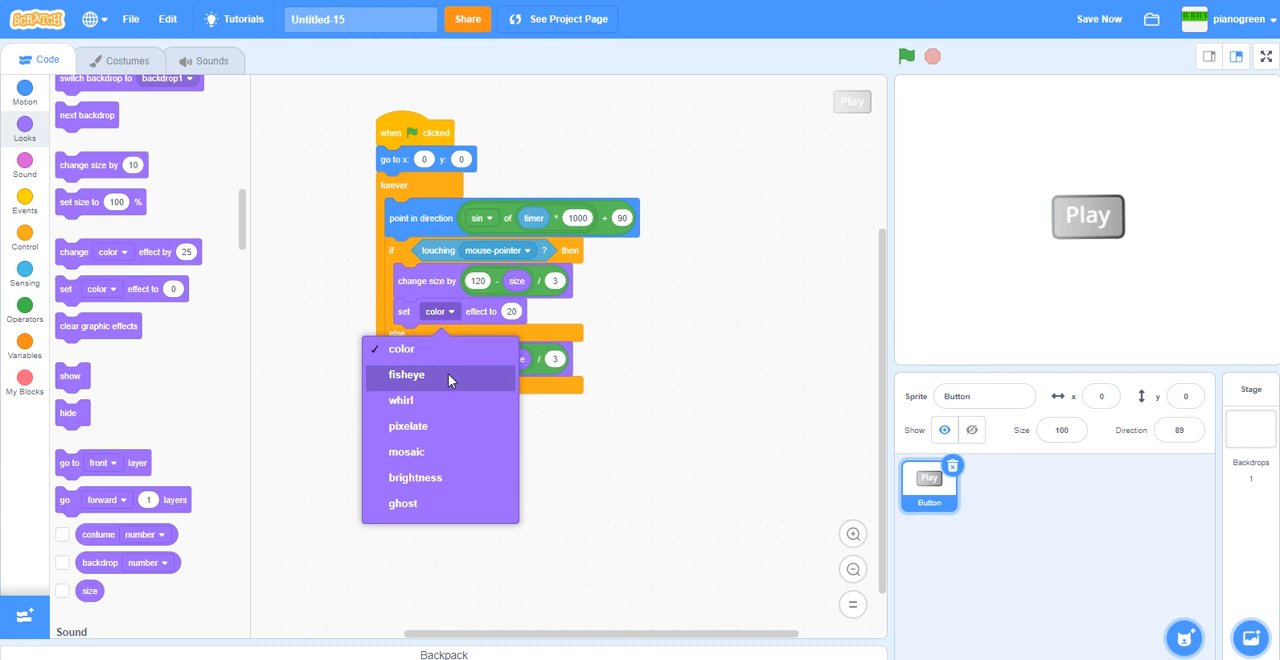 SCRATCH File Edit Tutorials Untitled-15 Share See Project Page Save Now pianogreen
Code Costumes Sounds
Motion
Looks
Sound
Events
Control
Sensing
Operators
Variables
My Blocks
switch backdrop to backdrop1
next backdrop
change size by 10
set size to 100 %
change color effect by 25
set color effect to 0
clear graphic effects
show
hide
go to front layer
go forward 1 layers
costume number
backdrop number
size
Sound
Play
when clicked
go to x: 0 y: 0
forever
point in direction sin of timer * 1000 + 90
if touching mouse-pointer ? then
change size by 120 - size / 3
set color effect to 20
else
e / 3
color
fisheye
whirl
pixelate
mosaic
brightness
ghost
Backpack
Play
Sprite Button x 0 y 0
Show Size 100 Direction 89
Play
Button
Stage
Backdrops
1